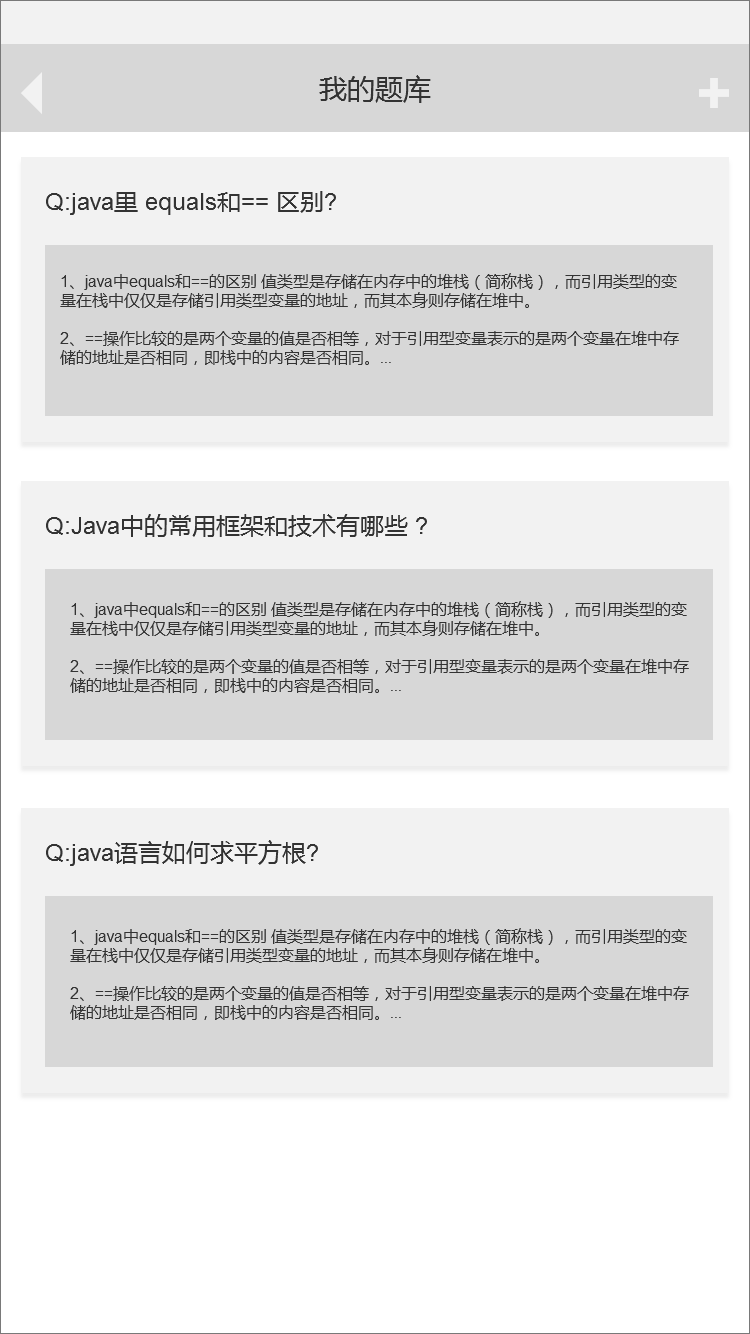 我的题库
Q:java里 equals和== 区别?
1、java中equals和==的区别 值类型是存储在内存中的堆栈（简称栈），而引用类型的变
量在栈中仅仅是存储引用类型变量的地址，而其本身则存储在堆中。
2、==操作比较的是两个变量的值是否相等，对于引用型变量表示的是两个变量在堆中存
储的地址是否相同，即栈中的内容是否相同。...
Q:Java中的常用框架和技术有哪些？
1、java中equals和==的区别 值类型是存储在内存中的堆栈（简称栈），而引用类型的变
量在栈中仅仅是存储引用类型变量的地址，而其本身则存储在堆中。
2、==操作比较的是两个变量的值是否相等，对于引用型变量表示的是两个变量在堆中存
储的地址是否相同，即栈中的内容是否相同。...
Q:java语言如何求平方根?
1、java中equals和==的区别 值类型是存储在内存中的堆栈（简称栈），而引用类型的变
量在栈中仅仅是存储引用类型变量的地址，而其本身则存储在堆中。
2、==操作比较的是两个变量的值是否相等，对于引用型变量表示的是两个变量在堆中存
储的地址是否相同，即栈中的内容是否相同。...